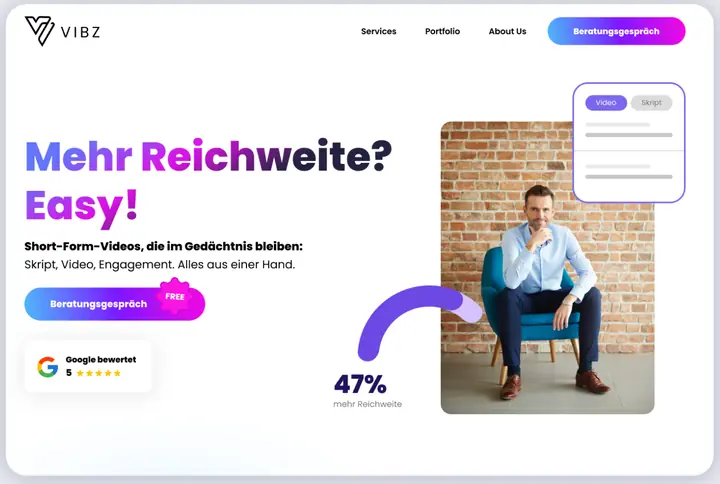 VIBZ
Services
Portfolio
About Us
Beratungsgespräch
Video
Skript
Mehr Reichweite?
Easy!
Short-Form-Videos, die im Gedächtnis bleiben:
Skript, Video, Engagement. Alles aus einer Hand.
Beratungsgespräch
FREE
Google bewertet
5
47%
mehr Reichweite